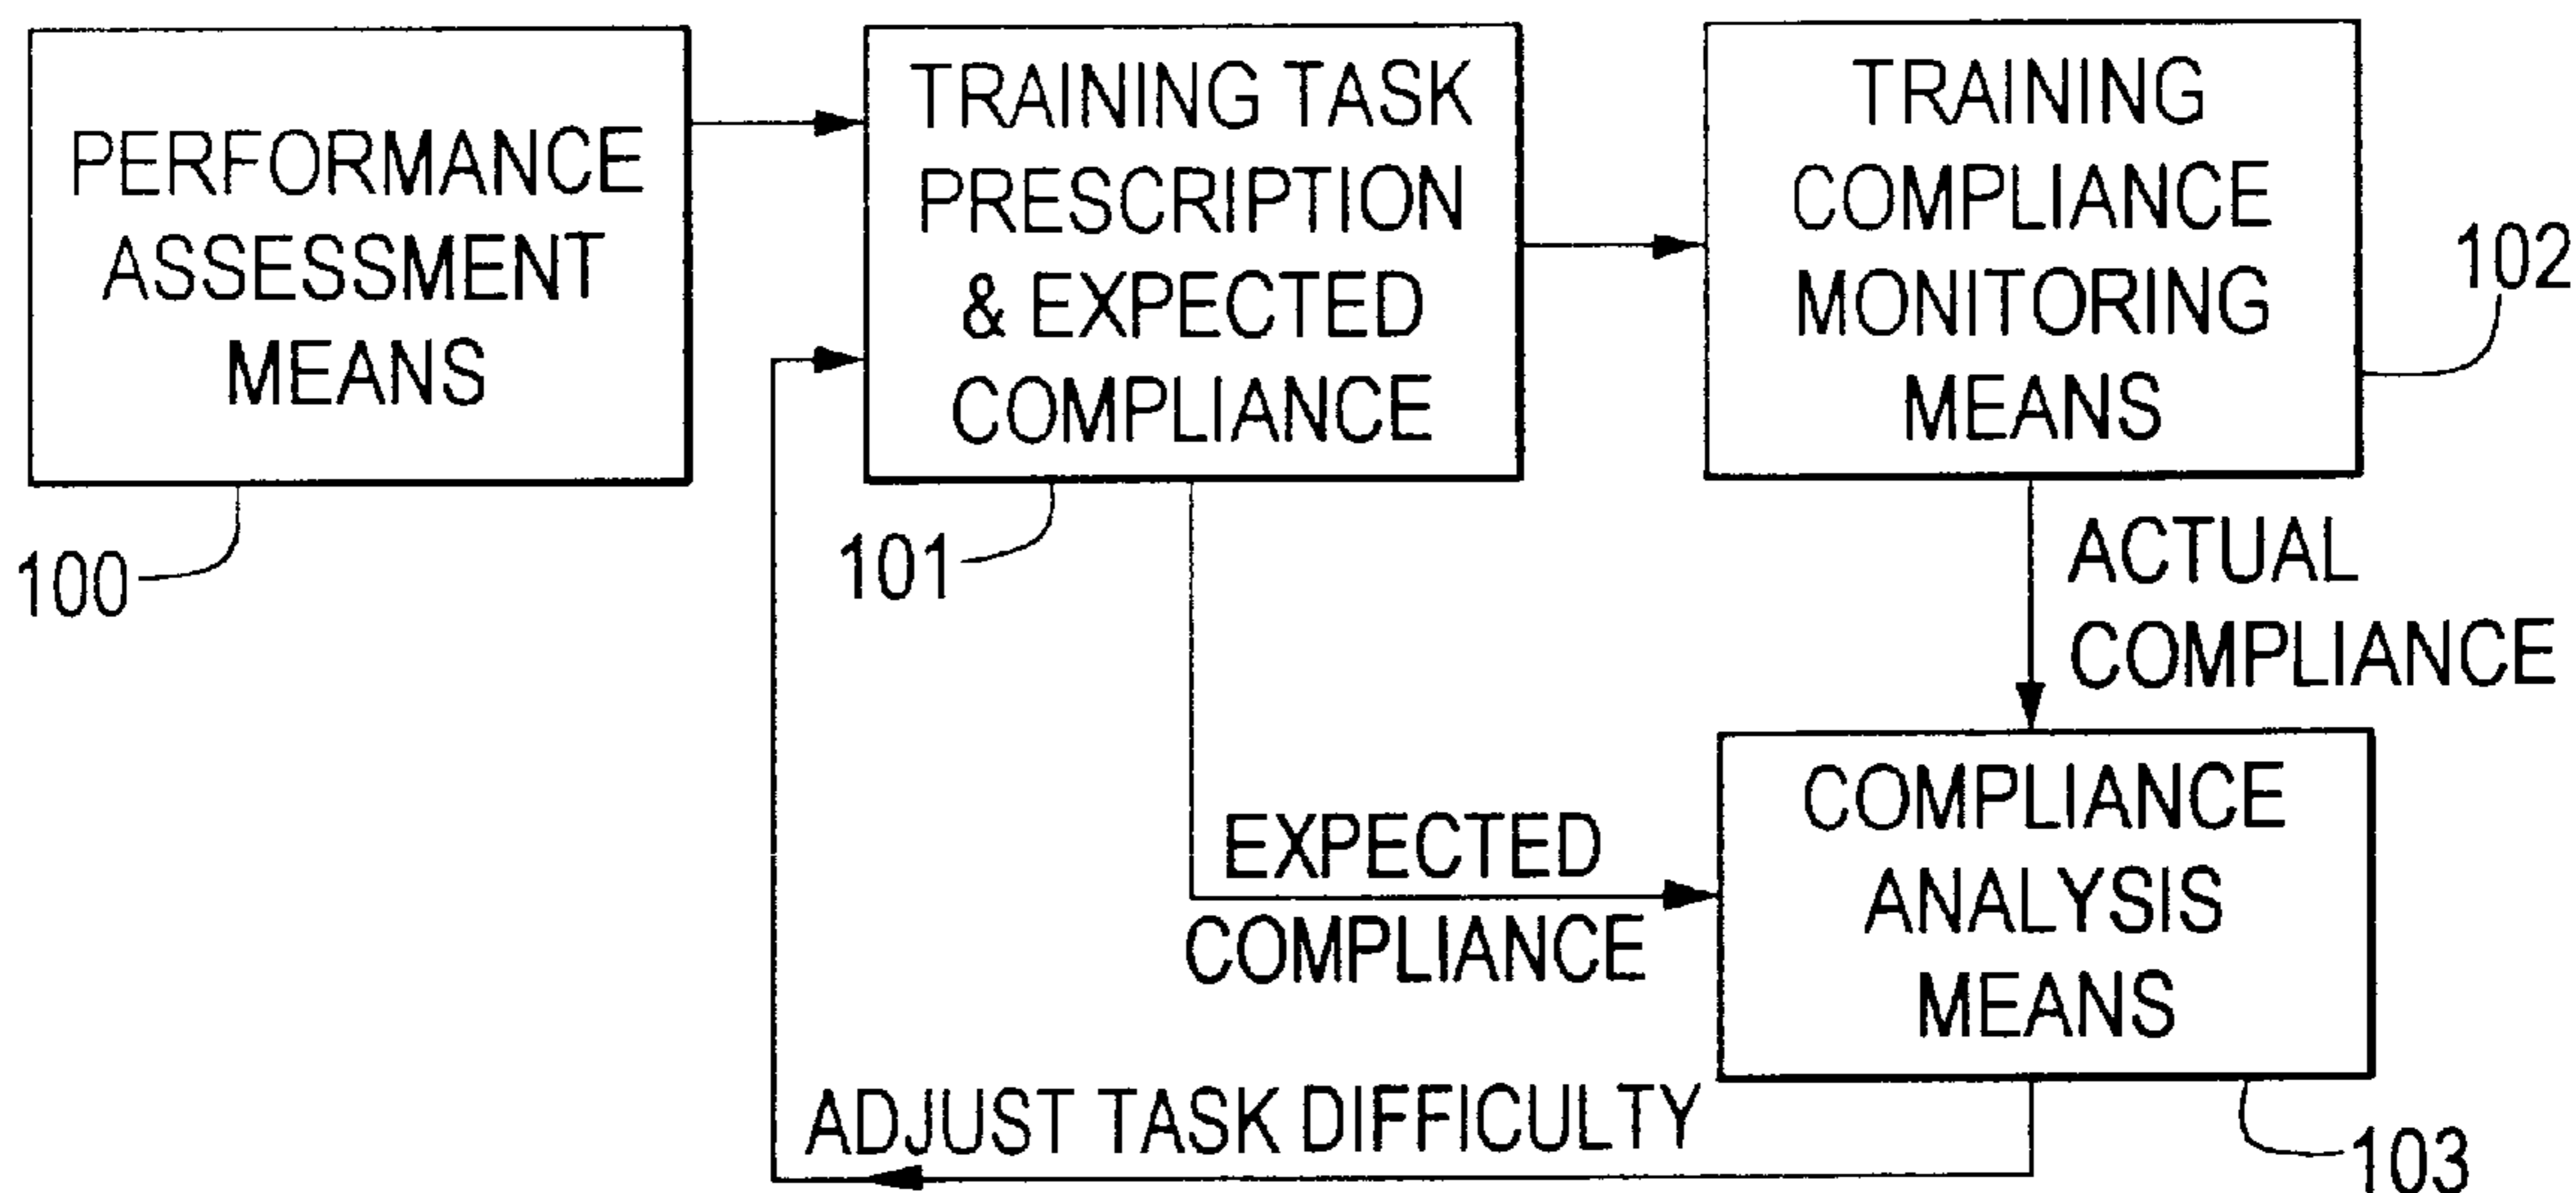 PERFORMANCE
ASSESSMENT
MEANS
100
TRAINING TASK
PRESCRIPTION
& EXPECTED
COMPLIANCE
101
TRAINING
COMPLIANCE
MONITORING
MEANS
102
ACTUAL
COMPLIANCE
EXPECTED
COMPLIANCE
COMPLIANCE
ANALYSIS
MEANS
103
ADJUST TASK DIFFICULTY